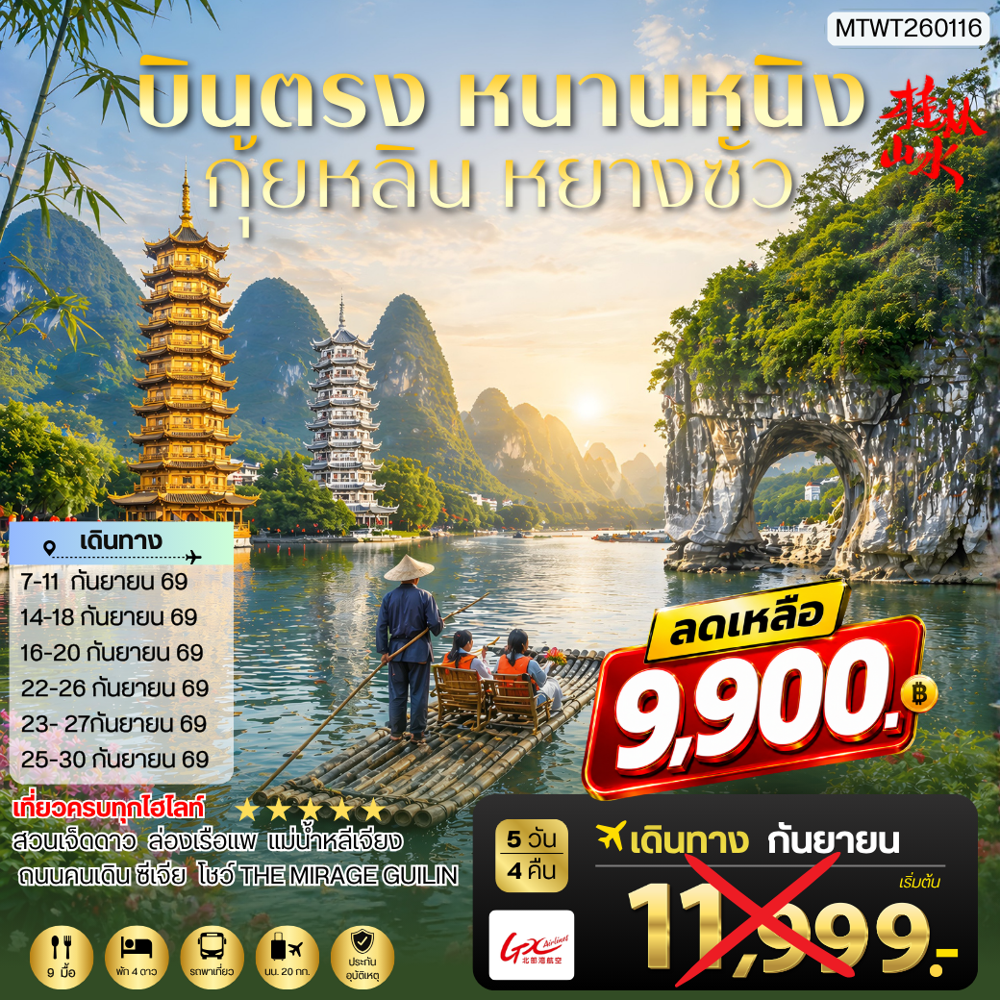 MTWT260116
บินตรง หนานหนิง
กุ้ยหลิน หยางซั่ว
桂林
山水
เดินทาง
7-11 กันยายน 69
14-18 กันยายน 69
16-20 กันยายน 69
22-26 กันยายน 69
23- 27กันยายน 69
25-30 กันยายน 69
ลดเหลือ
9,900.
฿
เที่ยวครบทุกไฮไลท์
สวนเจ็ดดาว ล่องเรือแพ แม่น้ำหลีเจียง
ถนนคนเดิน ซีเจีย โชว์ THE MIRAGE GUILIN
5 วัน
4 คืน
เดินทาง กันยายน
เริ่มต้น
11,999.-
GX Airlines
北部湾航空
9 มื้อ
พัก 4 ดาว
รถพาเที่ยว
นน. 20 กก.
ประกัน
อุบัติเหตุ